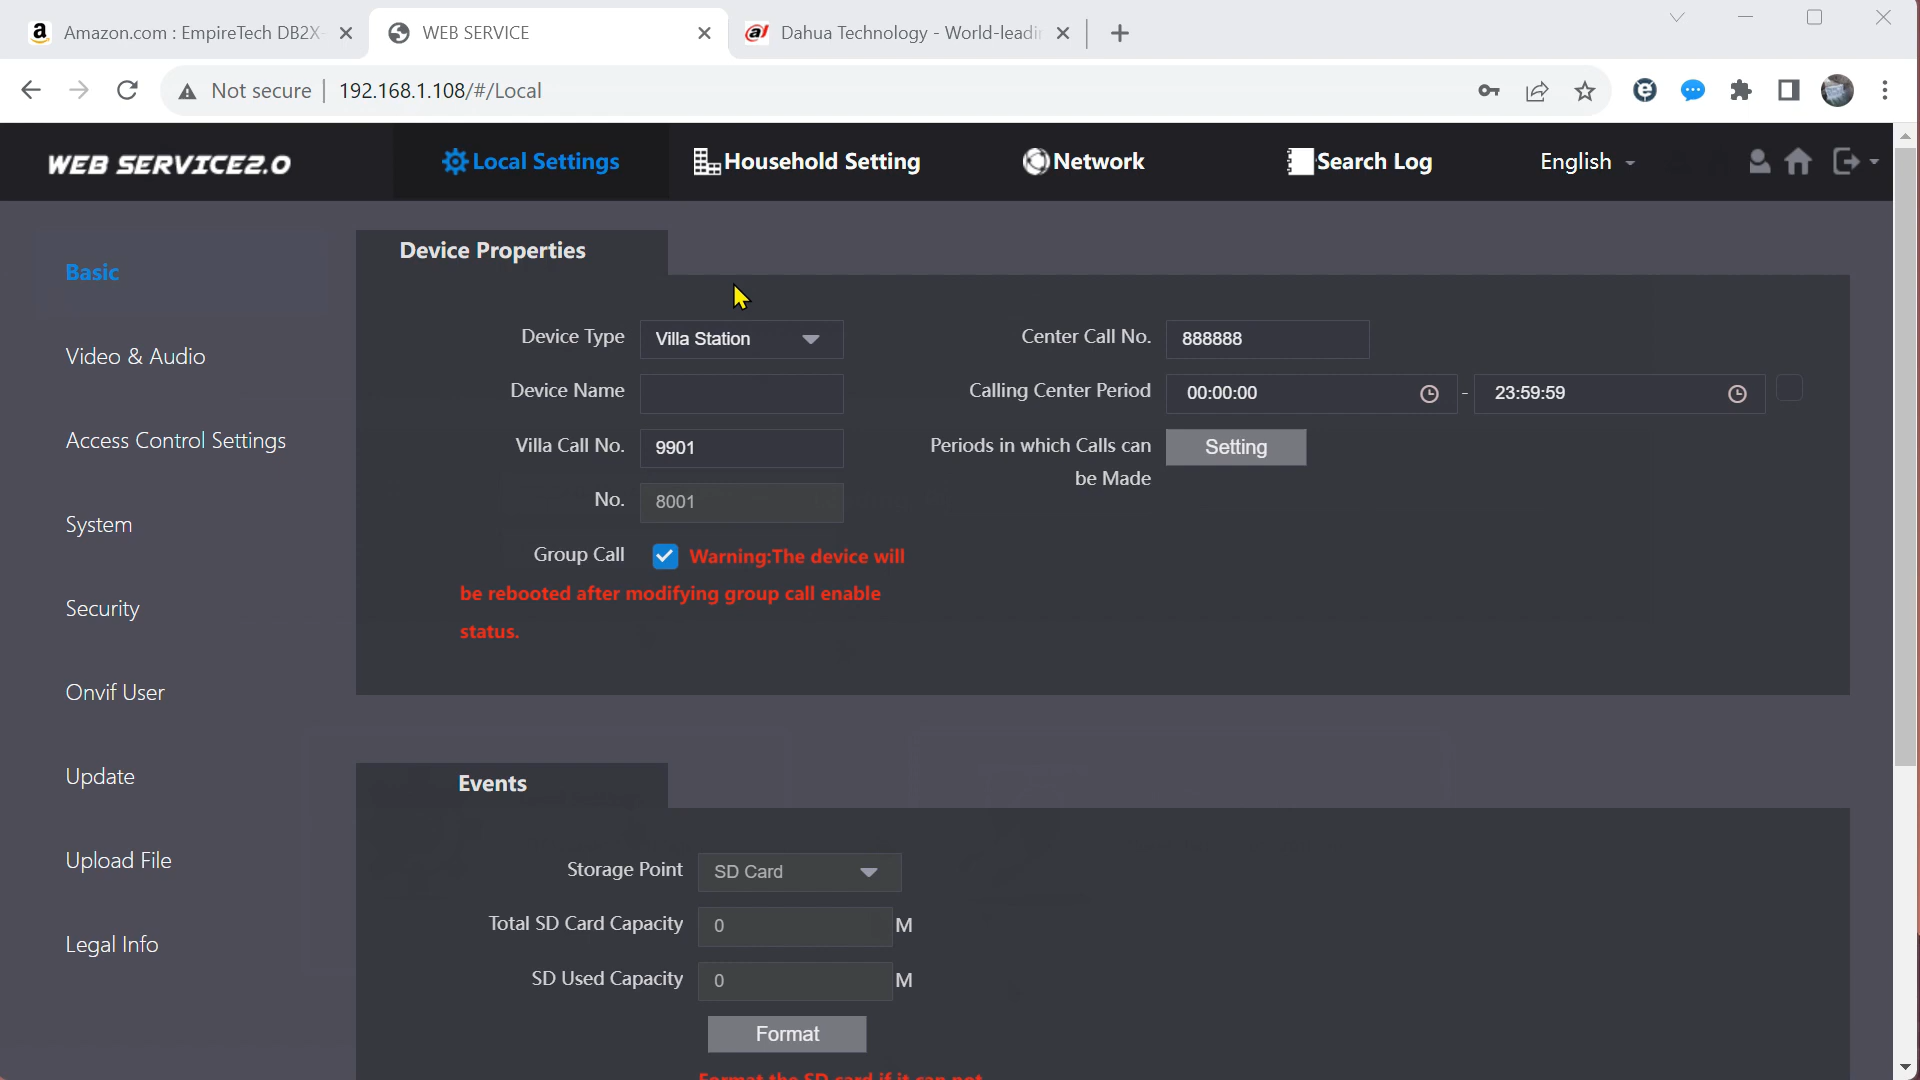 Amazon.com : EmpireTech DB2X
WEB SERVICE
Dahua Technology - World-leadi
Not secure
192.168.1.108/#/Local
WEB SERVICE2.0
Local Settings
Household Setting
Network
Search Log
English
Basic
Video & Audio
Access Control Settings
System
Security
Onvif User
Update
Upload File
Legal Info
Device Properties
Device Type
Villa Station
Device Name
Villa Call No.
9901
No.
8001
Group Call
Warning:The device will
be rebooted after modifying group call enable
status.
Center Call No.
888888
Calling Center Period
00:00:00
-
23:59:59
Periods in which Calls can
be Made
Setting
Events
Storage Point
SD Card
Total SD Card Capacity
0
M
SD Used Capacity
0
M
Format
Format the SD card if it can not